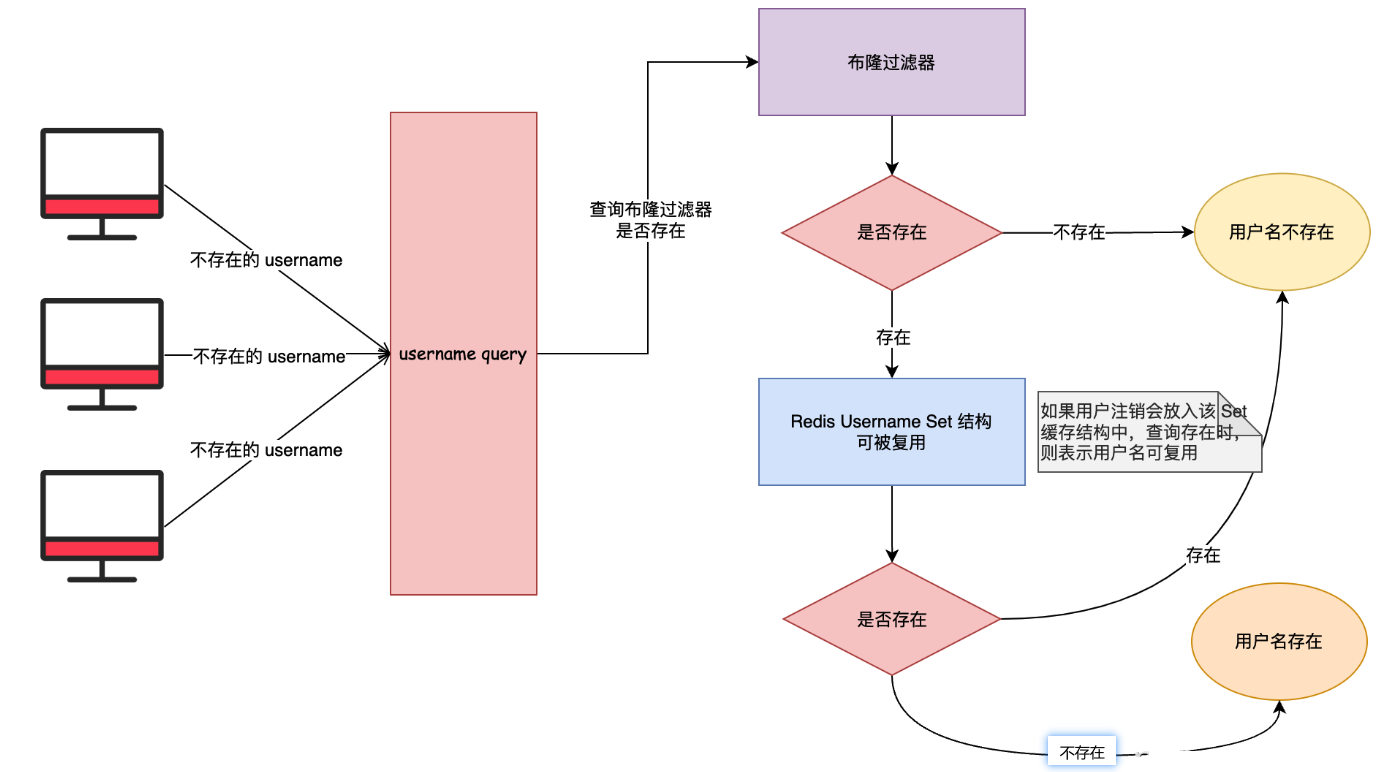 布隆过滤器
不存在的 username
不存在的 username
不存在的 username
username query
查询布隆过滤器
是否存在
是否存在
不存在
用户名不存在
存在
Redis Username Set 结构
可被复用
如果用户注销会放入该 Set
缓存结构中，查询存在时，
则表示用户名可复用
是否存在
存在
用户名存在
不存在